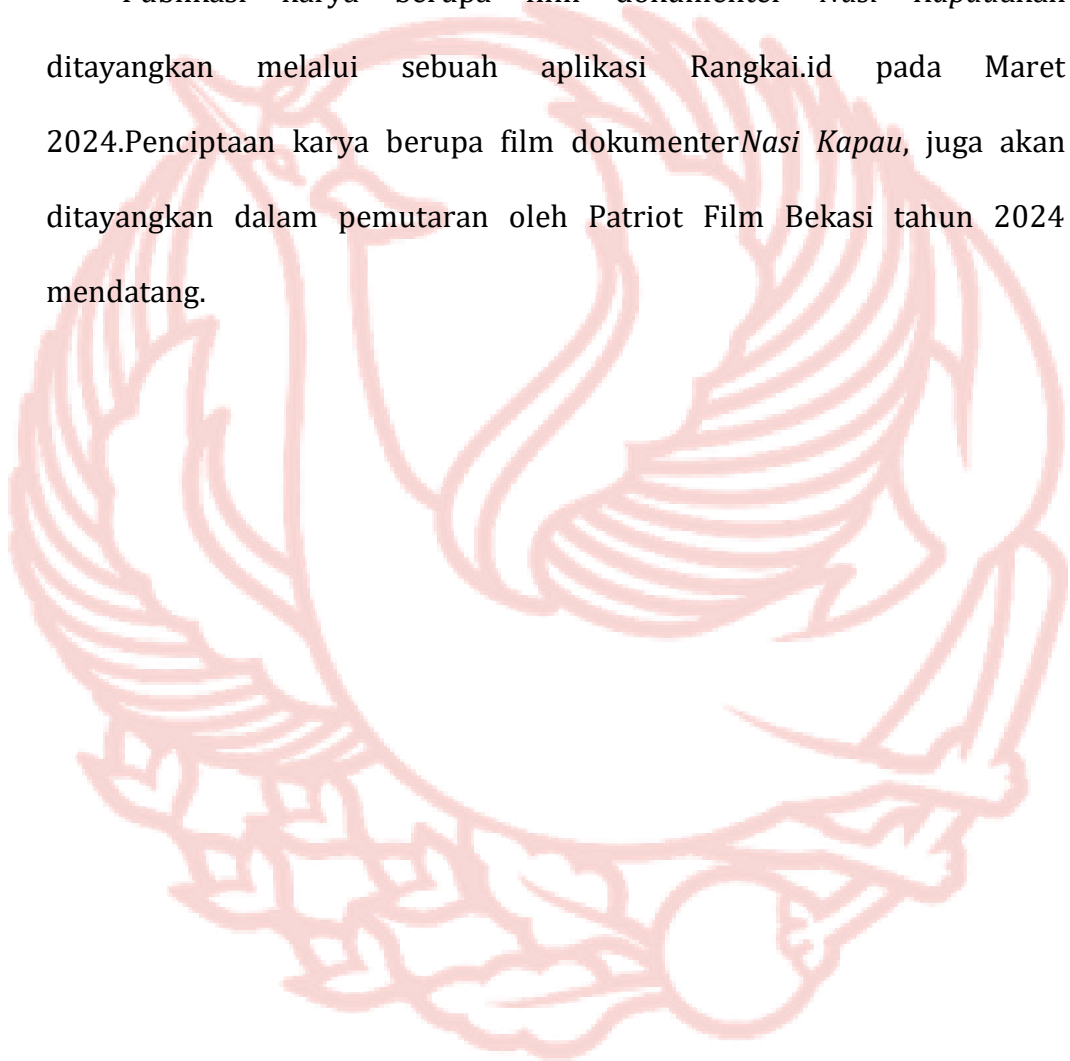 Publikasi karya berupa film dokumenter Nasi Kapauakan
ditayangkan melalui sebuah aplikasi Rangkai.id pada Maret
2024.Penciptaan karya berupa film dokumenterNasi Kapau, juga akan
ditayangkan dalam pemutaran oleh Patriot Film Bekasi tahun 2024
mendatang.